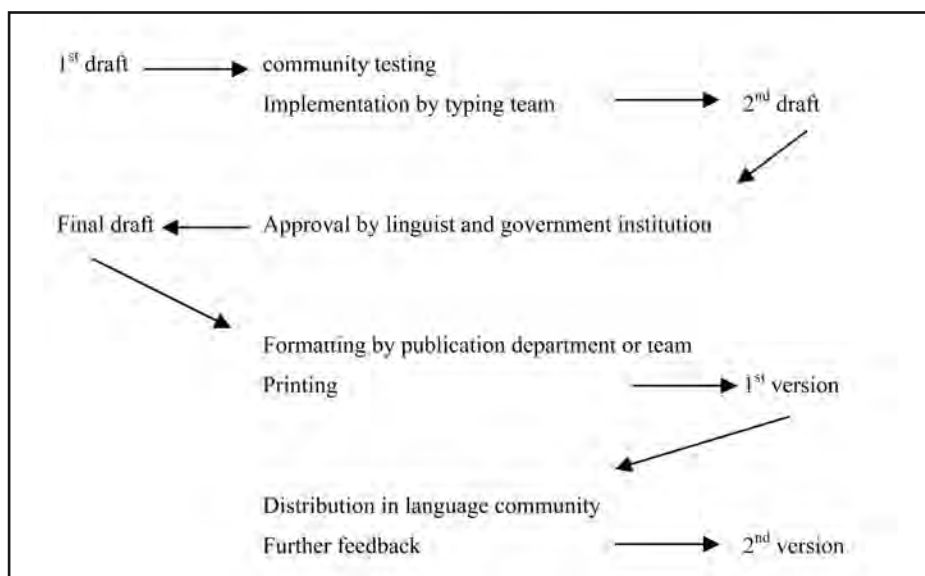 1st draft community testing
Implementation by typing team 2nd draft
Final draft Approval by linguist and government institution
Formatting by publication department or team
Printing 1st version
Distribution in language community
Further feedback 2nd version